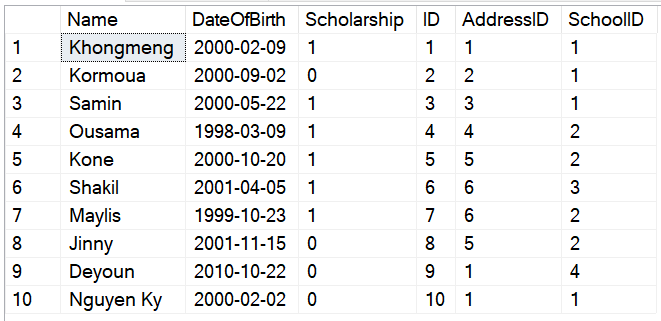 Name DateOfBirth Scholarship ID AddressID SchoolID
1 Khongmeng 2000-02-09 1 1 1 1
2 Kormoua 2000-09-02 0 2 2 1
3 Samin 2000-05-22 1 3 3 1
4 Ousama 1998-03-09 1 4 4 2
5 Kone 2000-10-20 1 5 5 2
6 Shakil 2001-04-05 1 6 6 3
7 Maylis 1999-10-23 1 7 6 2
8 Jinny 2001-11-15 0 8 5 2
9 Deyoun 2010-10-22 0 9 1 4
10 Nguyen Ky 2000-02-02 0 10 1 1